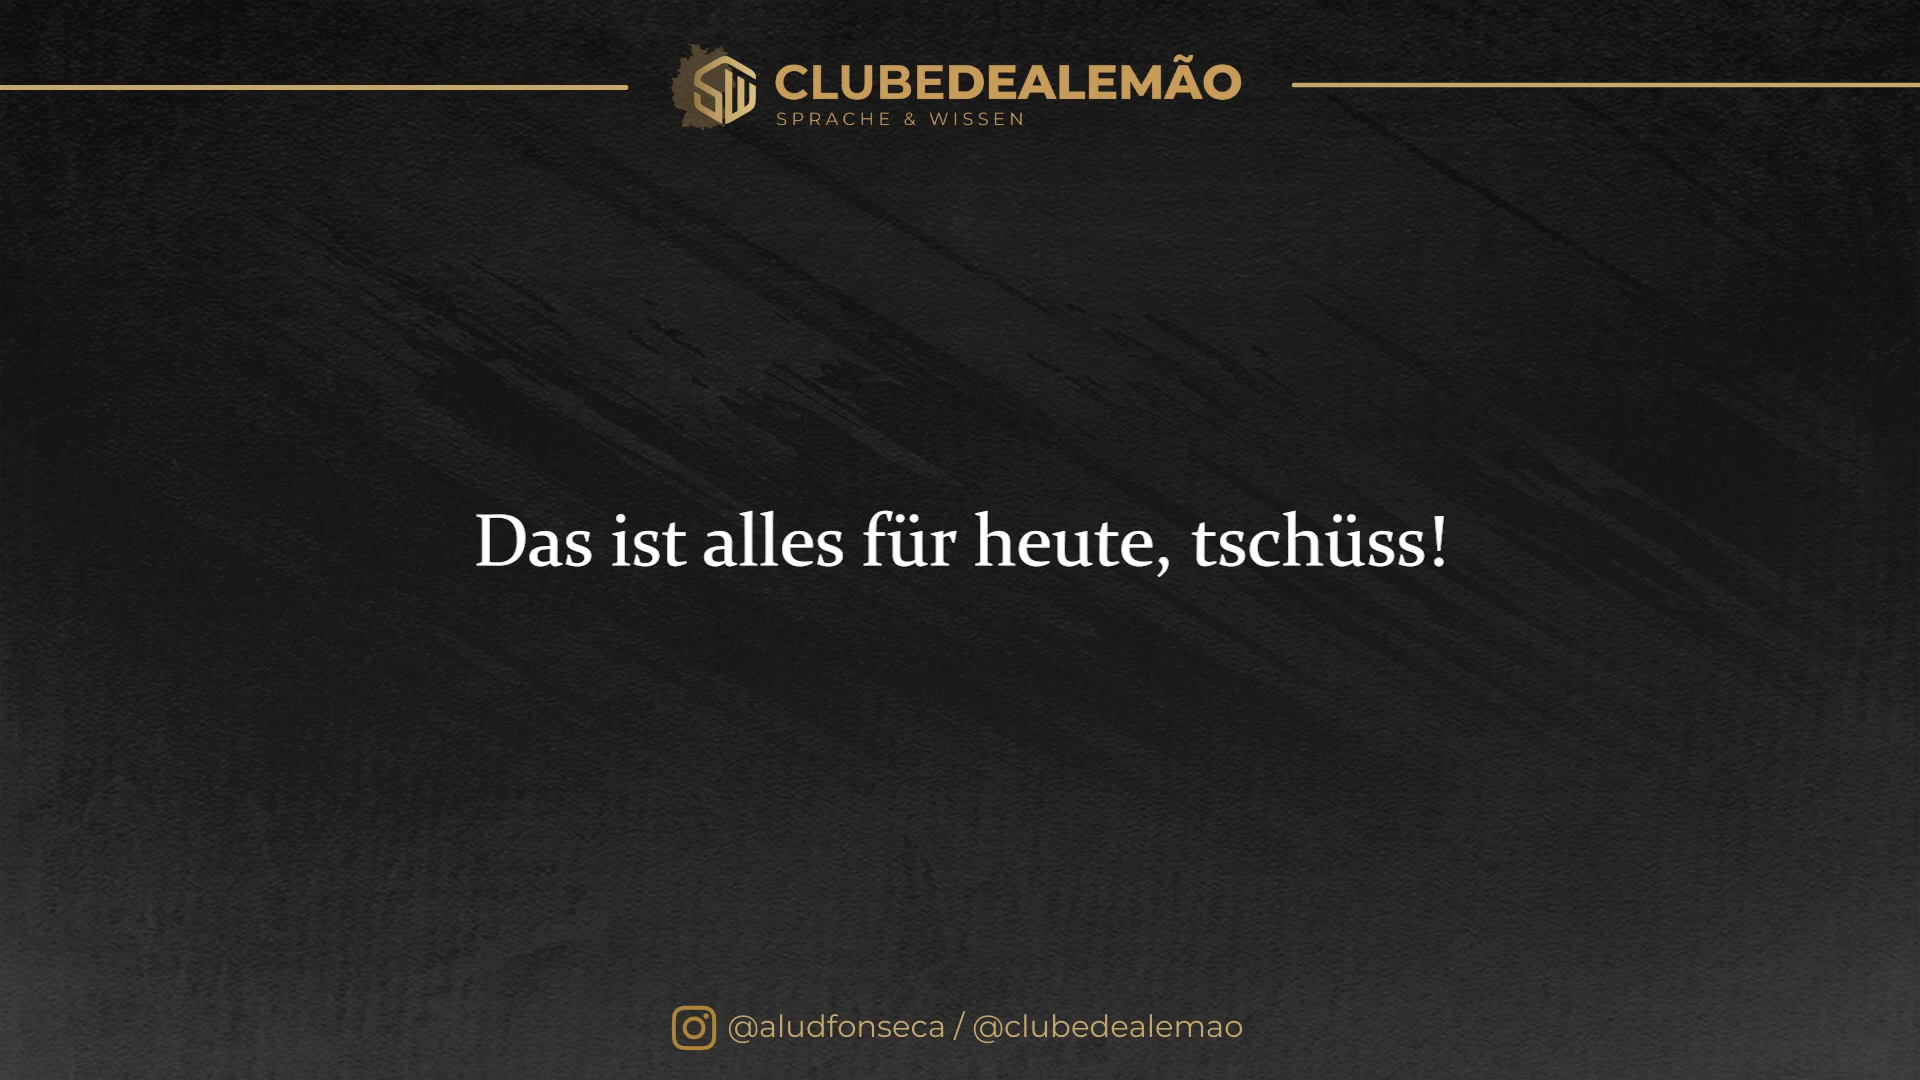 CLUBEDEALEMÃO
SPRACHE & WISSEN
Das ist alles für heute, tschüss!
@aludfonseca / @clubedealemao